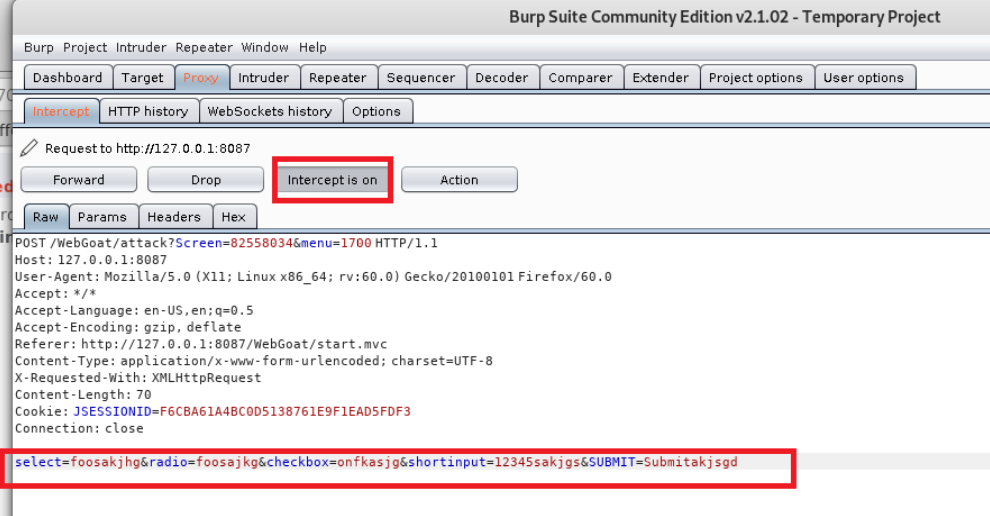 Burp Suite Community Edition v2.1.02 - Temporary Project
Burp Project Intruder Repeater Window Help
Dashboard Target Proxy Intruder Repeater Sequencer Decoder Comparer Extender Project options User options
Intercept HTTP history WebSockets history Options
Request to http://127.0.0.1:8087
Forward Drop Intercept is on Action
Raw Params Headers Hex
POST /WebGoat/attack?Screen=82558034&menu=1700 HTTP/1.1
Host: 127.0.0.1:8087
User-Agent: Mozilla/5.0 (X11; Linux x86_64; rv:60.0) Gecko/20100101 Firefox/60.0
Accept: */*
Accept-Language: en-US,en;q=0.5
Accept-Encoding: gzip, deflate
Referer: http://127.0.0.1:8087/WebGoat/start.mvc
Content-Type: application/x-www-form-urlencoded; charset=UTF-8
X-Requested-With: XMLHttpRequest
Content-Length: 70
Cookie: JSESSIONID=F6CBA61A4BC0D5138761E9F1EAD5FDF3
Connection: close
select=foosakjhg&radio=foosajkg&checkbox=onfkasjg&shortinput=12345sakjgs&SUBMIT=Submitakjsgd